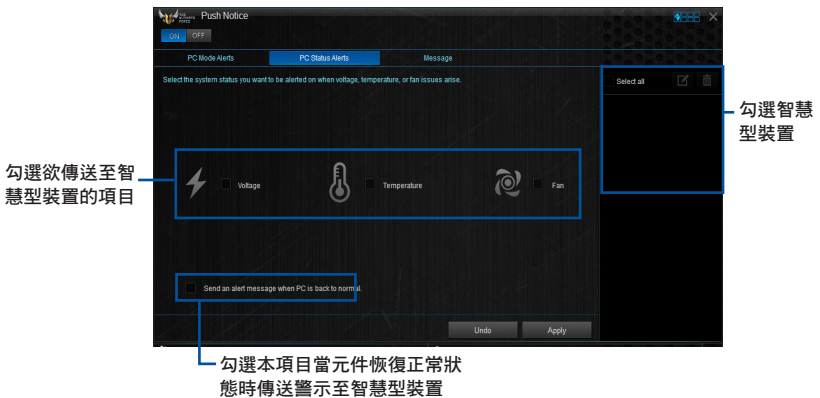 THE ULTIMATE FORCE
Push Notice
ON OFF
PC Mode Alerts PC Status Alerts Message
Select the system status you want to be alerted on when voltage, temperature, or fan issues arise.
Select all
勾選智慧
型裝置
勾選欲傳送至智
慧型裝置的項目
Voltage Temperature Fan
Send an alert message when PC is back to normal.
Undo Apply
勾選本項目當元件恢復正常狀
態時傳送警示至智慧型裝置